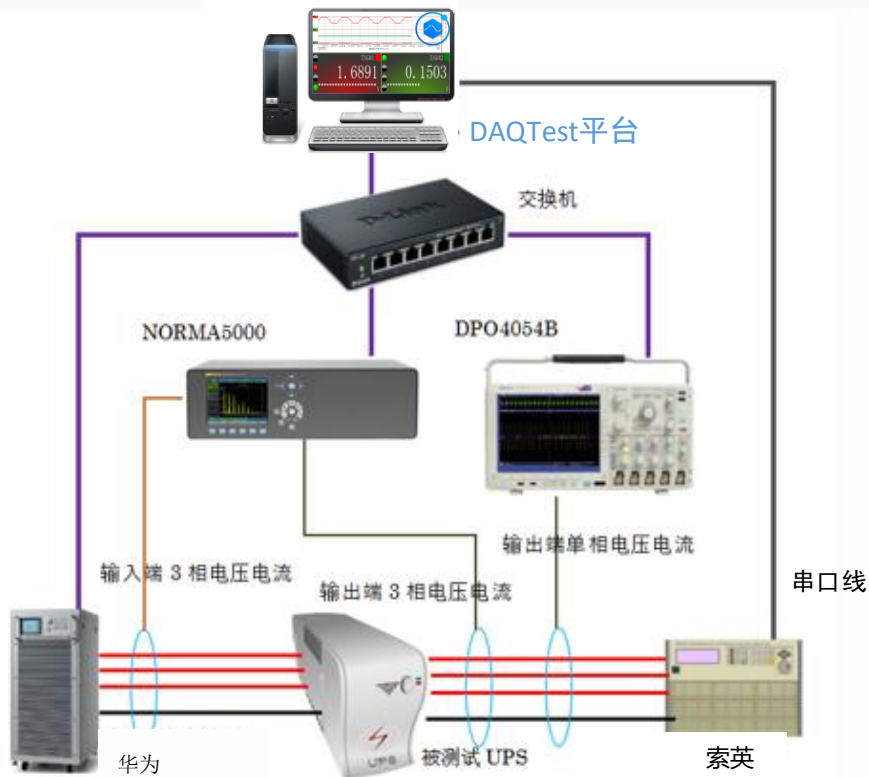 1.6891
0.1503
DAQTest平台
交换机
D-Link
NORMA5000
DPO4054B
输出端单相电压电流
输入端 3 相电压电流
输出端 3 相电压电流
串口线
UPS
华为
被测试 UPS
索英